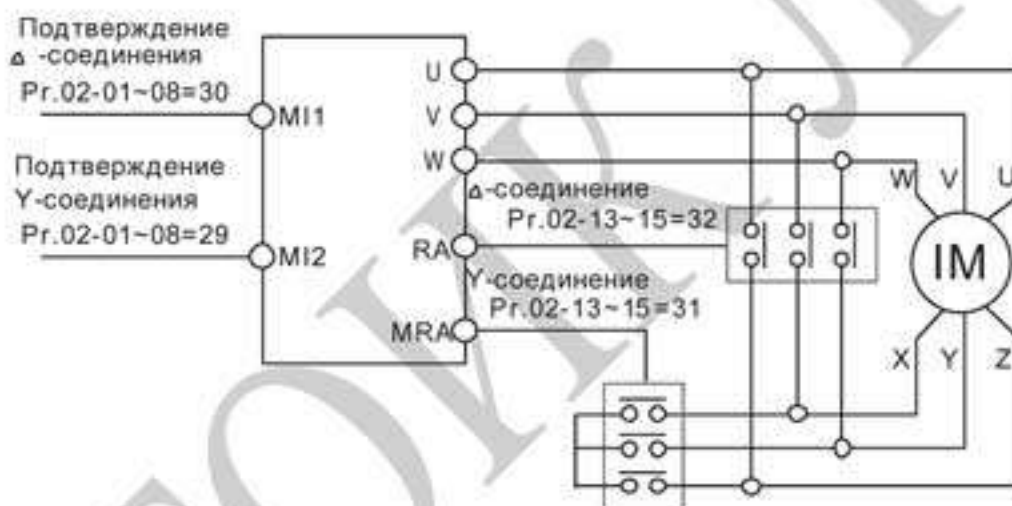 Подтверждение
Δ -соединения
Pr.02-01~08=30
MI1
Подтверждение
Y-соединения
Pr.02-01~08=29
MI2
U
V
W
Δ-соединение
Pr.02-13~15=32
RA
Y-соединение
Pr.02-13~15=31
MRA
W V U
IM
X Y Z